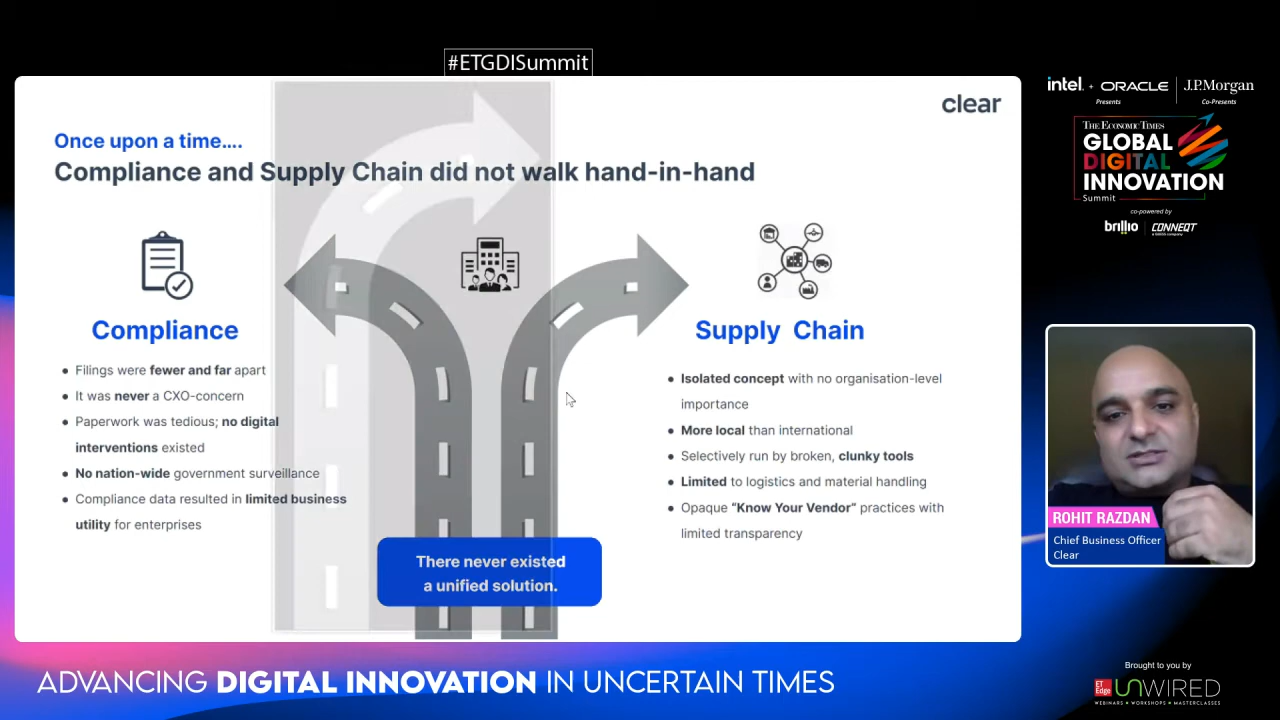 #ETGDISummit
clear
Once upon a time....
Compliance and Supply Chain did not walk hand-in-hand
Compliance
Filings were fewer and far apart
It was never a CXO-concern
Paperwork was tedious; no digital
interventions existed
No nation-wide government surveillance
Compliance data resulted in limited business
utility for enterprises
Supply Chain
Isolated concept with no organisation-level
importance
More local than international
Selectively run by broken, clunky tools
Limited to logistics and material handling
Opaque “Know Your Vendor” practices with
limited transparency
There never existed
a unified solution.
intel. + ORACLE J.P.Morgan
Presents Co-Presents
THE ECONOMIC TIMES
GLOBAL
DIGITAL
INNOVATION
Summit
co-powered by
brillio CONNEQT
ROHIT RAZDAN
Chief Business Officer
Clear
ADVANCING DIGITAL INNOVATION IN UNCERTAIN TIMES
Brought to you by
ET Edge UNWIRED
WEBINARS • WORKSHOPS • MASTERCLASSES